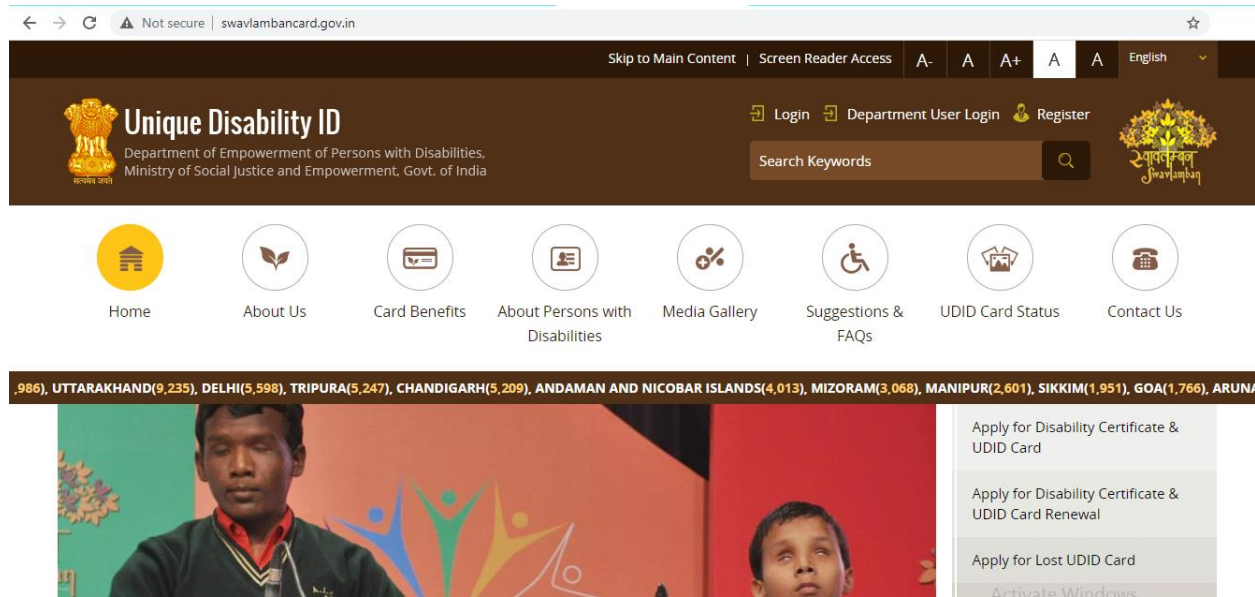 Not secure | swavlambancard.gov.in
Skip to Main Content | Screen Reader Access A- A A+ A A English
Unique Disability ID
Department of Empowerment of Persons with Disabilities,
Ministry of Social Justice and Empowerment, Govt. of India
सत्यमेव जयते
Login Department User Login Register
Search Keywords
स्वावलम्बन
Swavlamban
Home
About Us
Card Benefits
About Persons with
Disabilities
Media Gallery
Suggestions &
FAQs
UDID Card Status
Contact Us
,986), UTTARAKHAND(9,235), DELHI(5,598), TRIPURA(5,247), CHANDIGARH(5,209), ANDAMAN AND NICOBAR ISLANDS(4,013), MIZORAM(3,068), MANIPUR(2,601), SIKKIM(1,951), GOA(1,766), ARUNA
Apply for Disability Certificate &
UDID Card
Apply for Disability Certificate &
UDID Card Renewal
Apply for Lost UDID Card
Activate Windows